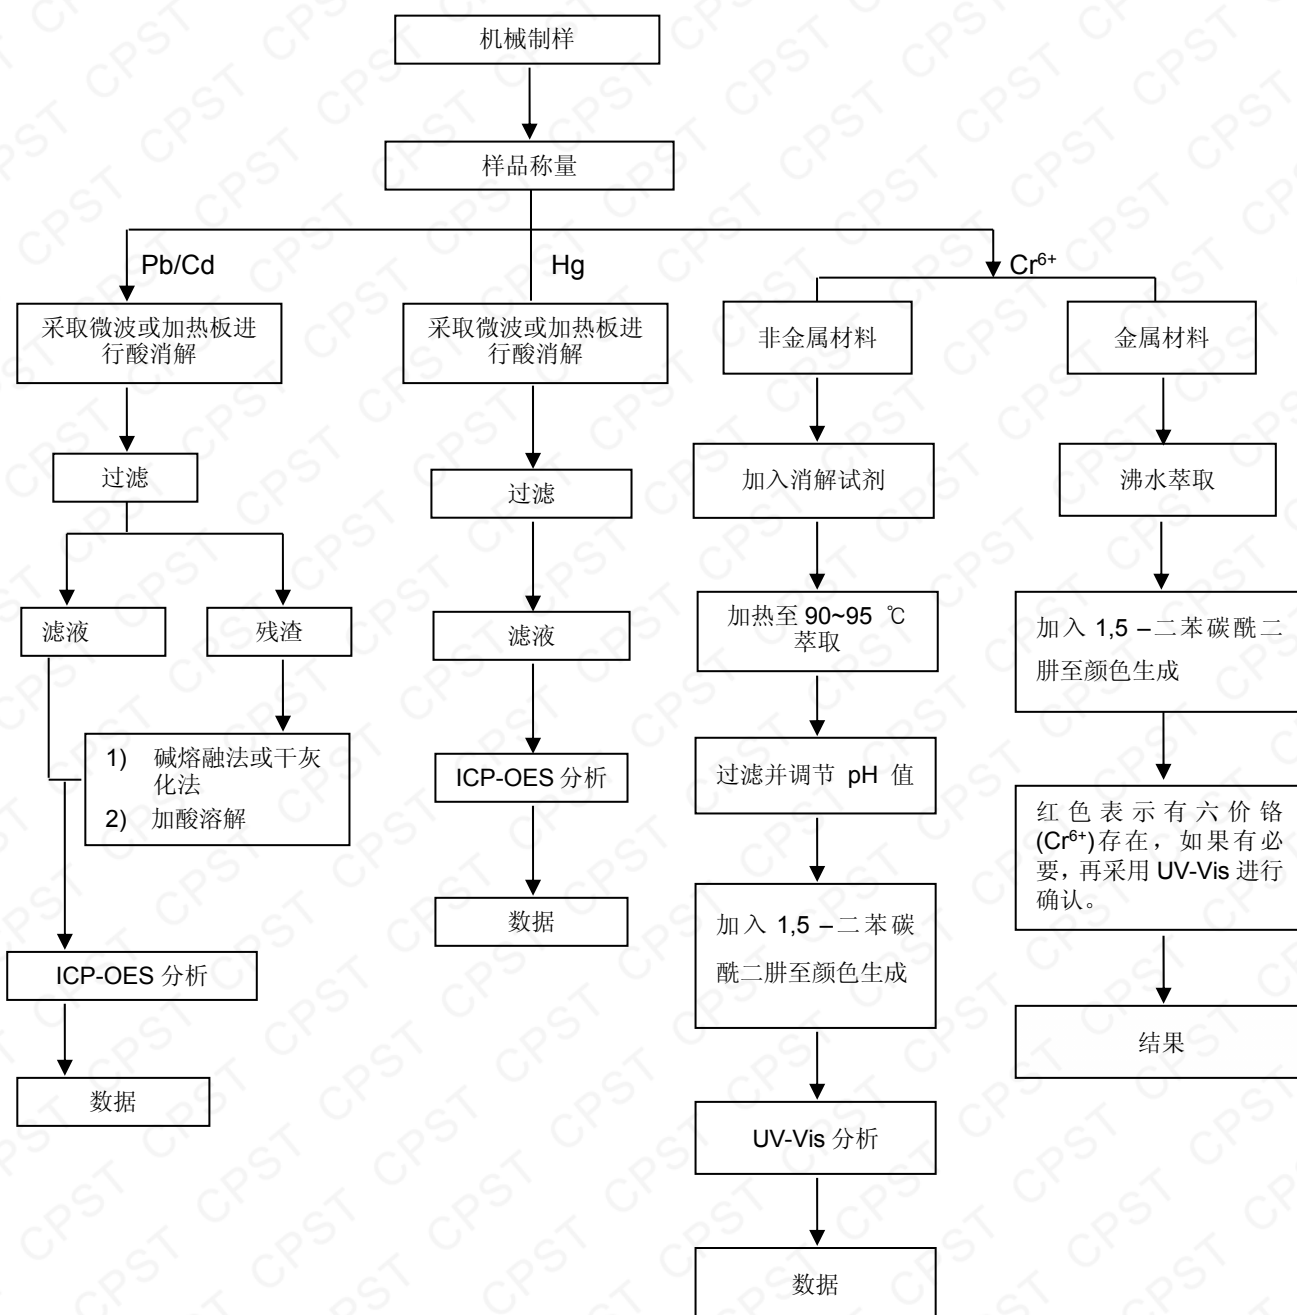 机械制样
样品称量
Pb/Cd
Hg
Cr⁶⁺
采取微波或加热板进
行酸消解
过滤
滤液
残渣
1) 碱熔融法或干灰
化法
2) 加酸溶解
ICP-OES 分析
数据
采取微波或加热板进
行酸消解
过滤
滤液
ICP-OES 分析
数据
非金属材料
加入消解试剂
加热至 90~95 ℃
萃取
过滤并调节 pH 值
加入 1,5 –二苯碳
酰二肼至颜色生成
UV-Vis 分析
数据
金属材料
沸水萃取
加入 1,5 –二苯碳酰二
肼至颜色生成
红色表示有六价铬
(Cr⁶⁺)存在，如果有必
要，再采用 UV-Vis 进行
确认。
结果
CPST